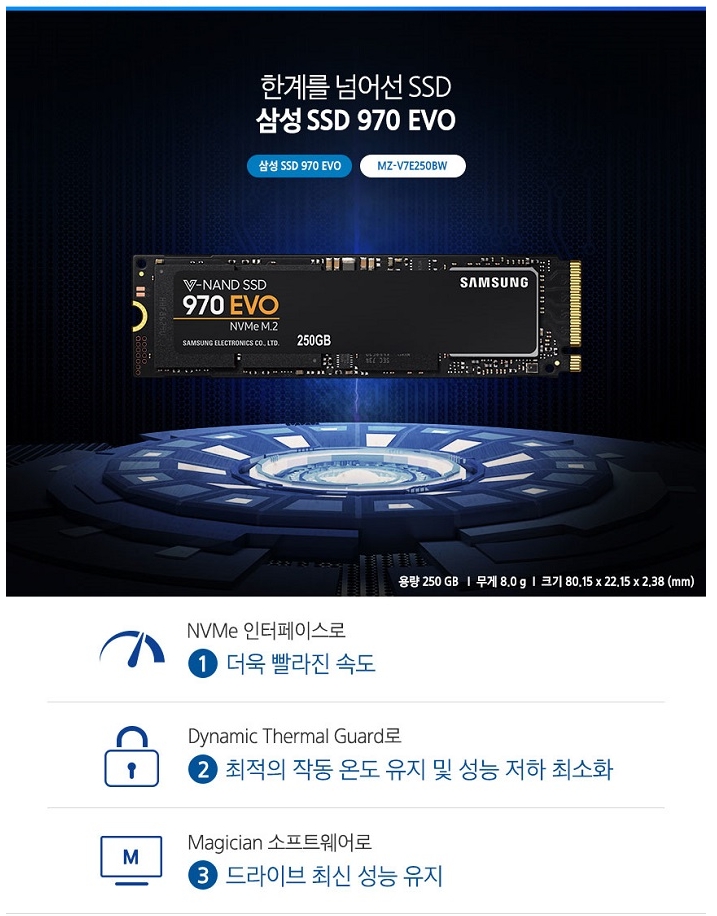 한계를 넘어선 SSD
삼성 SSD 970 EVO
삼성 SSD 970 EVO MZ-V7E250BW
SAMSUNG
V-NAND SSD
970 EVO
NVMe M.2
SAMSUNG ELECTRONICS CO., LTD. 250GB
용량 250 GB I 무게 8.0 g I 크기 80.15 x 22.15 x 2.38 (mm)
NVMe 인터페이스로
1 더욱 빨라진 속도
Dynamic Thermal Guard로
2 최적의 작동 온도 유지 및 성능 저하 최소화
Magician 소프트웨어로
M
3 드라이브 최신 성능 유지